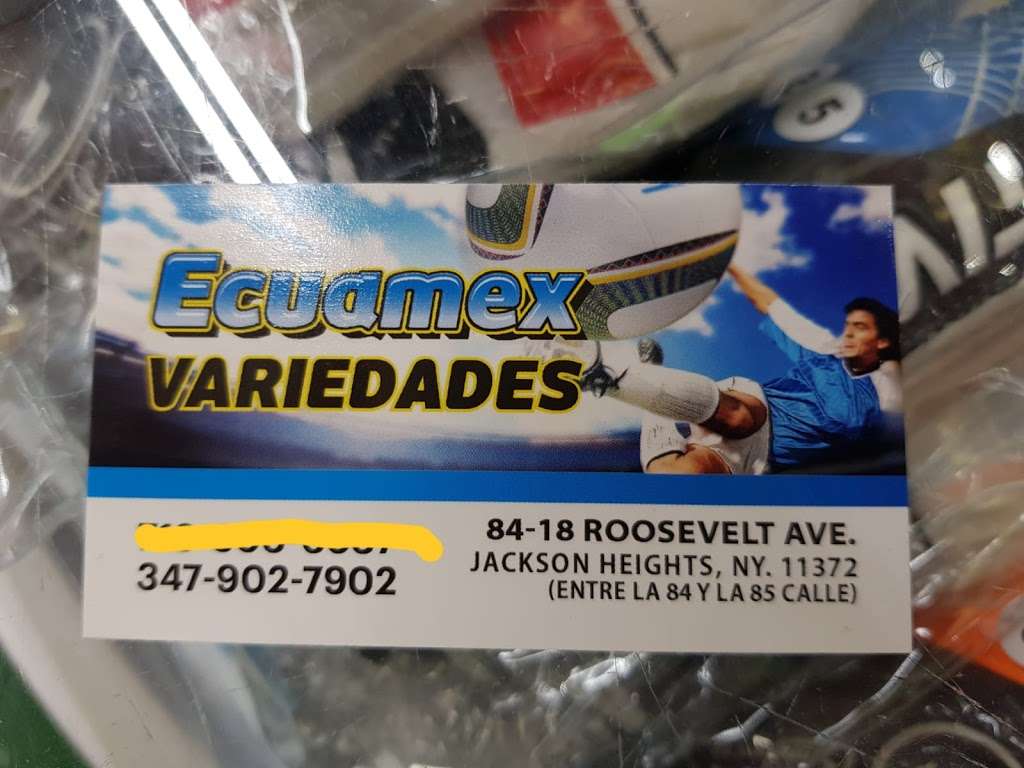 Ecuamex
VARIEDADES
347-902-7902
84-18 ROOSEVELT AVE.
JACKSON HEIGHTS, NY. 11372
(ENTRE LA 84 Y LA 85 CALLE)
5